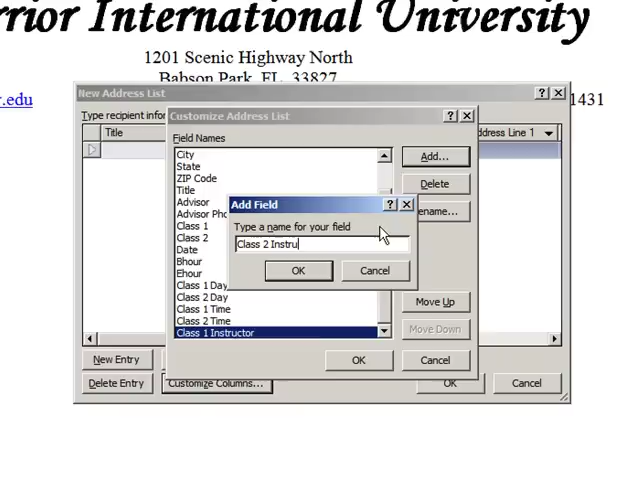 rrior International University
1201 Scenic Highway North
Babson Park, FL 33827
.edu
1431
New Address List
Type recipient infor
Title
ddress Line 1
Customize Address List
Field Names
City
State
ZIP Code
Title
Advisor
Advisor Pho
Class 1
Class 2
Date
Bhour
Ehour
Class 1 Day
Class 2 Day
Class 1 Time
Class 2 Time
Class 1 Instructor
Add...
Delete
ename...
Move Up
Move Down
OK
Cancel
Add Field
Type a name for your field
Class 2 Instru
OK
Cancel
New Entry
Delete Entry
Customize Columns...
OK
Cancel